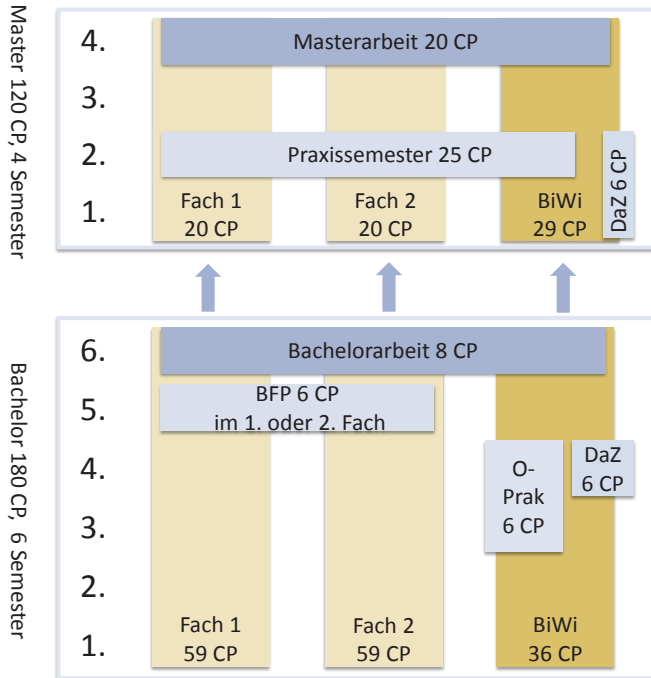 Master 120 CP, 4 Semester
4.
Masterarbeit 20 CP
3.
2.
Praxissemester 25 CP
1.
Fach 1
20 CP
Fach 2
20 CP
BiWi
29 CP
DaZ 6 CP
Bachelor 180 CP, 6 Semester
6.
Bachelorarbeit 8 CP
5.
BFP 6 CP
im 1. oder 2. Fach
4.
O-
Prak
6 CP
DaZ
6 CP
3.
2.
1.
Fach 1
59 CP
Fach 2
59 CP
BiWi
36 CP